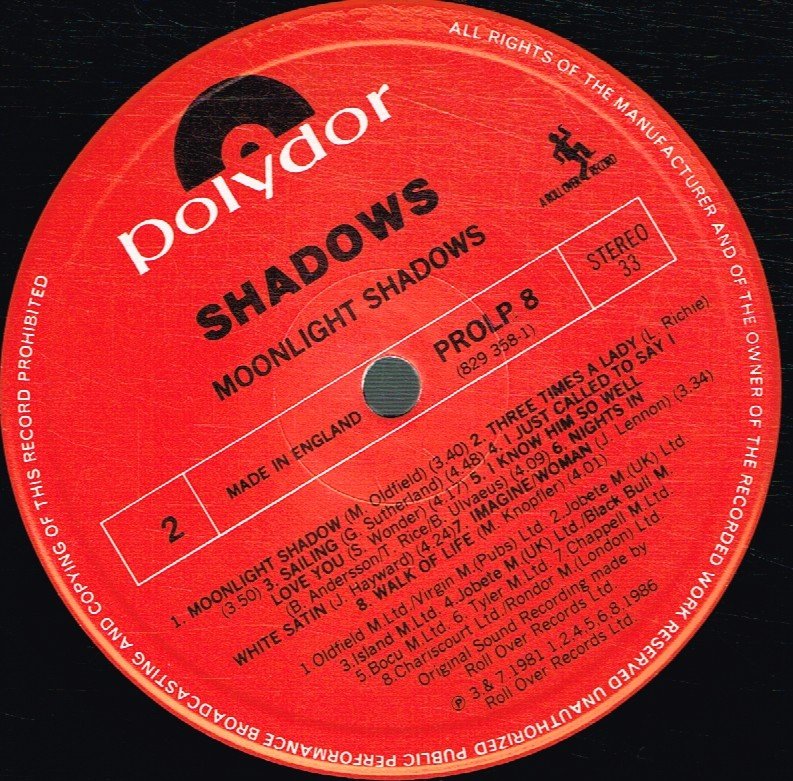 polydor
A ROLL OVER RECORD
SHADOWS
MOONLIGHT SHADOWS
2
MADE IN ENGLAND
PROLP 8
(829 358-1)
STEREO
33
1. MOONLIGHT SHADOW (M. Oldfield) (3.40) 2. THREE TIMES A LADY (L. Richie)
(3.50) 3. SAILING (G. Sutherland) (4.48) 4. I JUST CALLED TO SAY I
LOVE YOU (S. Wonder) (4.17) 5. I KNOW HIM SO WELL
(B. Andersson/T. Rice/B. Ulvaeus) (4.09) 6. NIGHTS IN
WHITE SATIN (J. Hayward) (4.24) 7. IMAGINE/WOMAN (J. Lennon) (3.34)
8. WALK OF LIFE (M. Knopfler) (4.01)
1 Oldfield M.Ltd./Virgin M.(Pubs) Ltd. 2.Jobete M.(UK) Ltd
3.Island M.Ltd. 4.Jobete M.(UK) Ltd./Black Bull M.
5 Bocu M.Ltd. 6. Tyler M.Ltd 7.Chappell M.Ltd.
8.Chariscourt Ltd./Rondor M.(London) Ltd
Original Sound Recording made by
Roll Over Records Ltd
℗ 3 & 7.1981 1.2.4.5.6.8.1986
Roll Over Records Ltd.
ALL RIGHTS OF THE MANUFACTURER AND OF THE OWNER OF THE RECORDED WORK RESERVED UNAUTHORIZED PUBLIC PERFORMANCE BROADCASTING AND COPYING OF THIS RECORD PROHIBITED